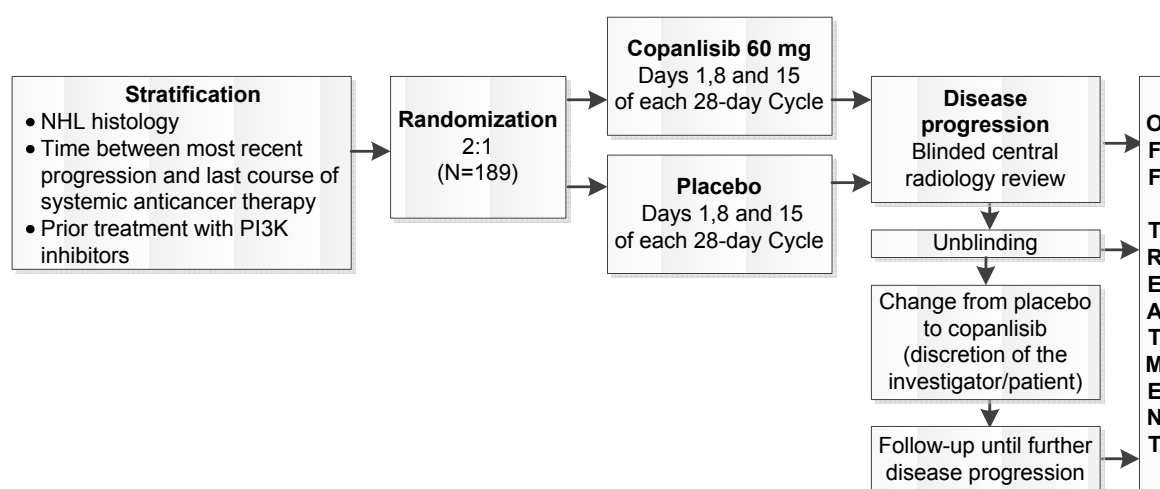 Stratification
• NHL histology
• Time between most recent
progression and last course of
systemic anticancer therapy
• Prior treatment with PI3K
inhibitors
Randomization
2:1
(N=189)
Copanlisib 60 mg
Days 1,8 and 15
of each 28-day Cycle
Placebo
Days 1,8 and 15
of each 28-day Cycle
Disease
progression
Blinded central
radiology review
Unblinding
Change from placebo
to copanlisib
(discretion of the
investigator/patient)
Follow-up until further
disease progression
O
F
F
T
R
E
A
T
M
E
N
T